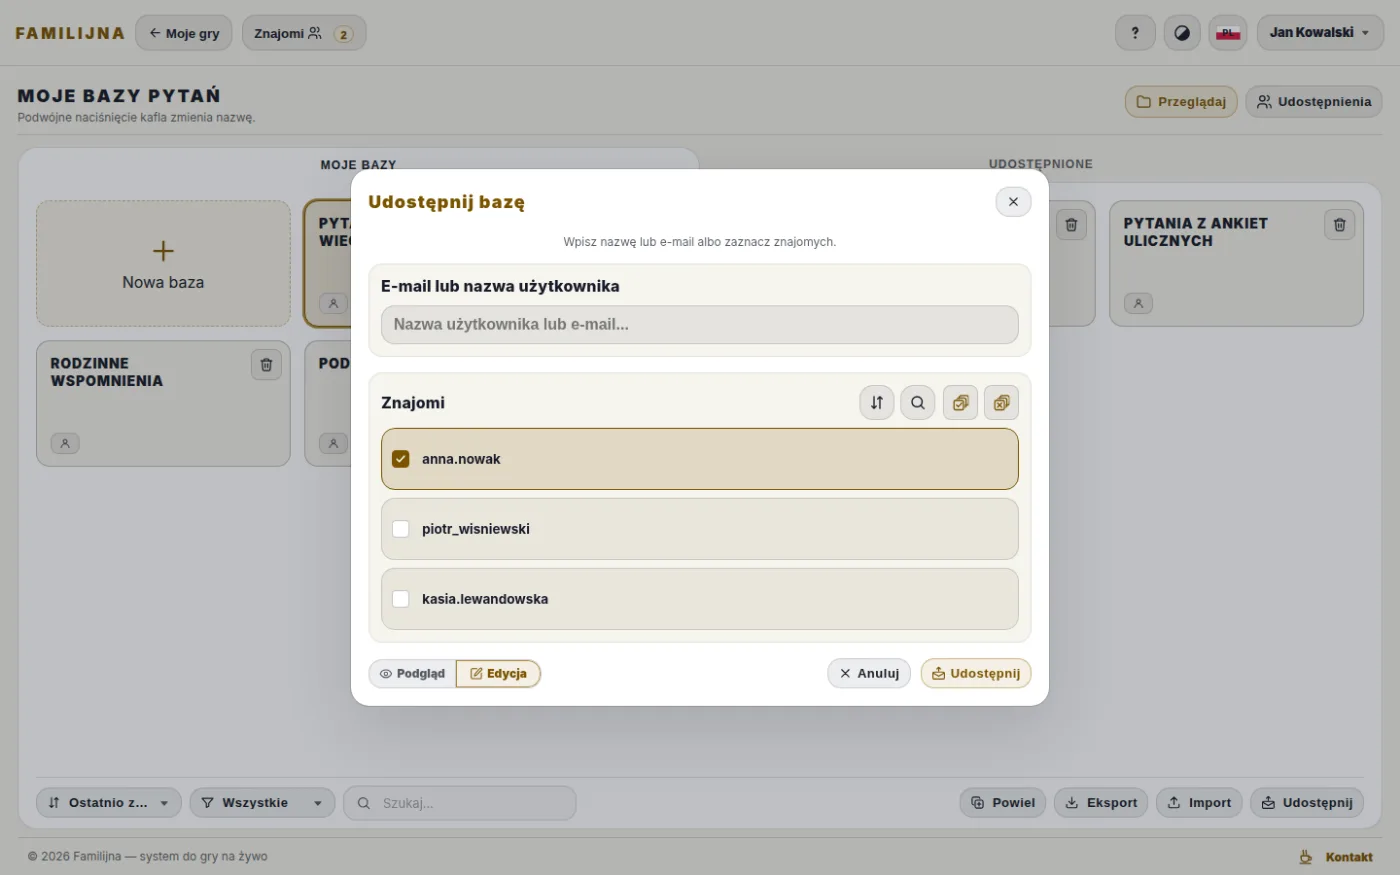 FAMILIJNA
Moje gry
Znajomi
2
?
PL
Jan Kowalski
MOJE BAZY PYTAŃ
Podwójne naciśnięcie kafla zmienia nazwę.
Przeglądaj
Udostępnienia
MOJE BAZY
UDOSTĘPNIONE
Nowa baza
PYTANIA Z ANKIET
ULICZNYCH
RODZINNE
WSPOMNIENIA
POD
Udostępnij bazę
Wpisz nazwę lub e-mail albo zaznacz znajomych.
E-mail lub nazwa użytkownika
Nazwa użytkownika lub e-mail...
Znajomi
anna.nowak
piotr_wisniewski
kasia.lewandowska
Podgląd
Edycja
Anuluj
Udostępnij
Ostatnio z...
Wszystkie
Szukaj...
Powiel
Eksport
Import
Udostępnij
© 2026 Familijna — system do gry na żywo
Kontakt